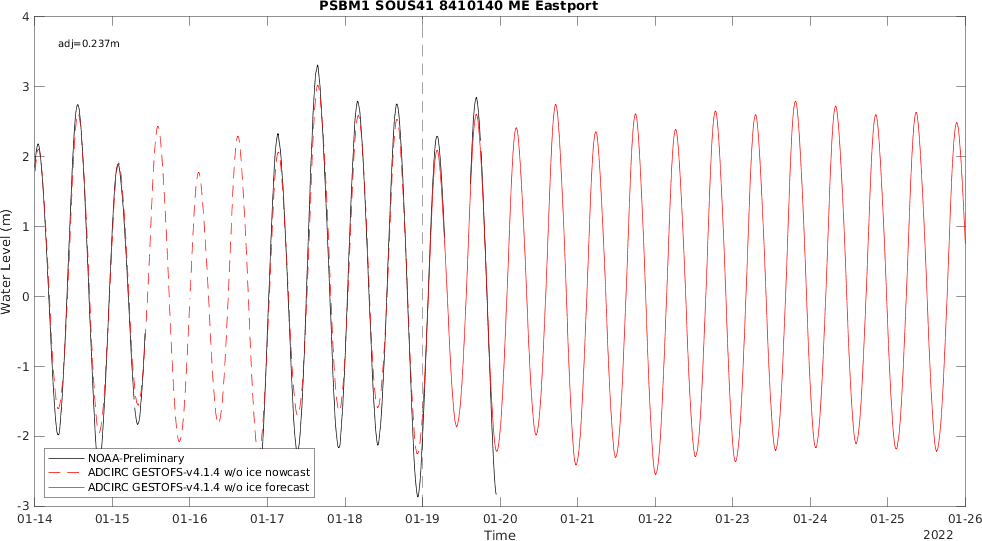 PSBM1 SOUS41 8410140 ME Eastport
adj=0.237m
4
3
2
1
0
-1
-2
-3
Water Level (m)
NOAA-Preliminary
ADCIRC GESTOFS-v4.1.4 w/o ice nowcast
ADCIRC GESTOFS-v4.1.4 w/o ice forecast
01-14 01-15 01-16 01-17 01-18 01-19 01-20 01-21 01-22 01-23 01-24 01-25 01-26
Time
2022